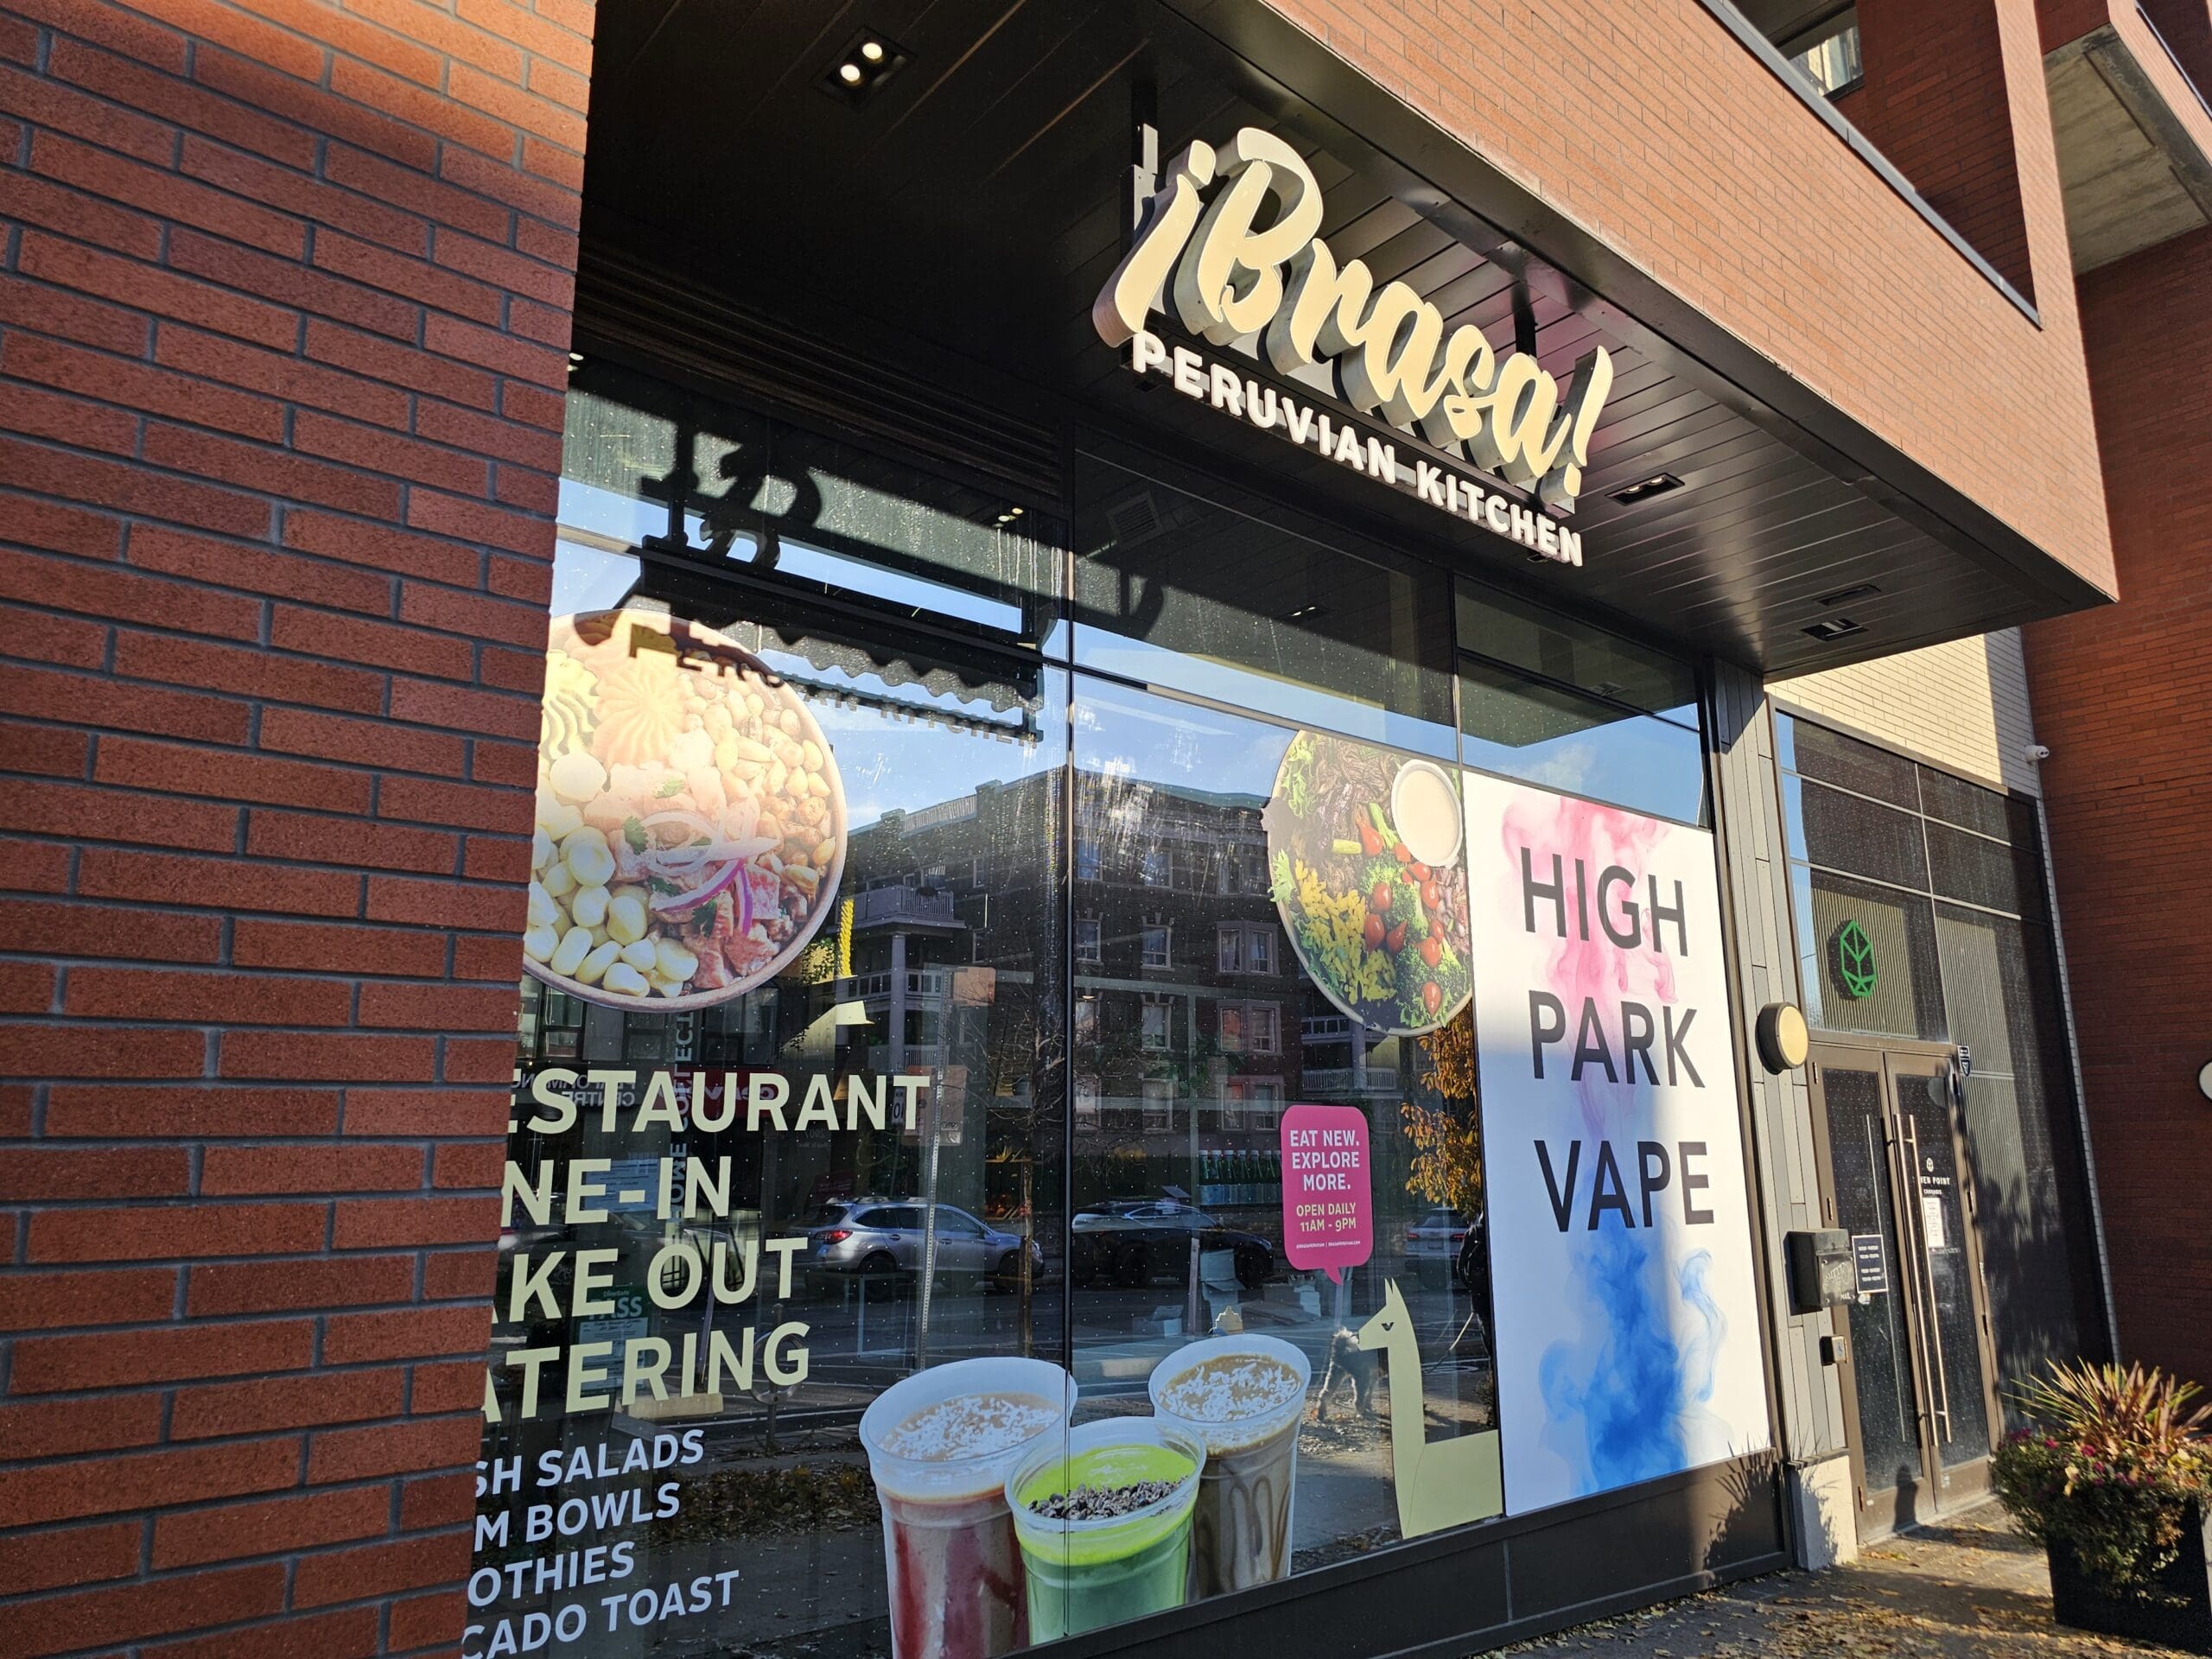 ¡Brasa!
PERUVIAN KITCHEN
ESTAURANT
NE-IN
AKE OUT
ATERING
SH SALADS
M BOWLS
OTHIES
CADO TOAST
EAT NEW.
EXPLORE
MORE.
OPEN DAILY
11AM - 9PM
HIGH
PARK
VAPE